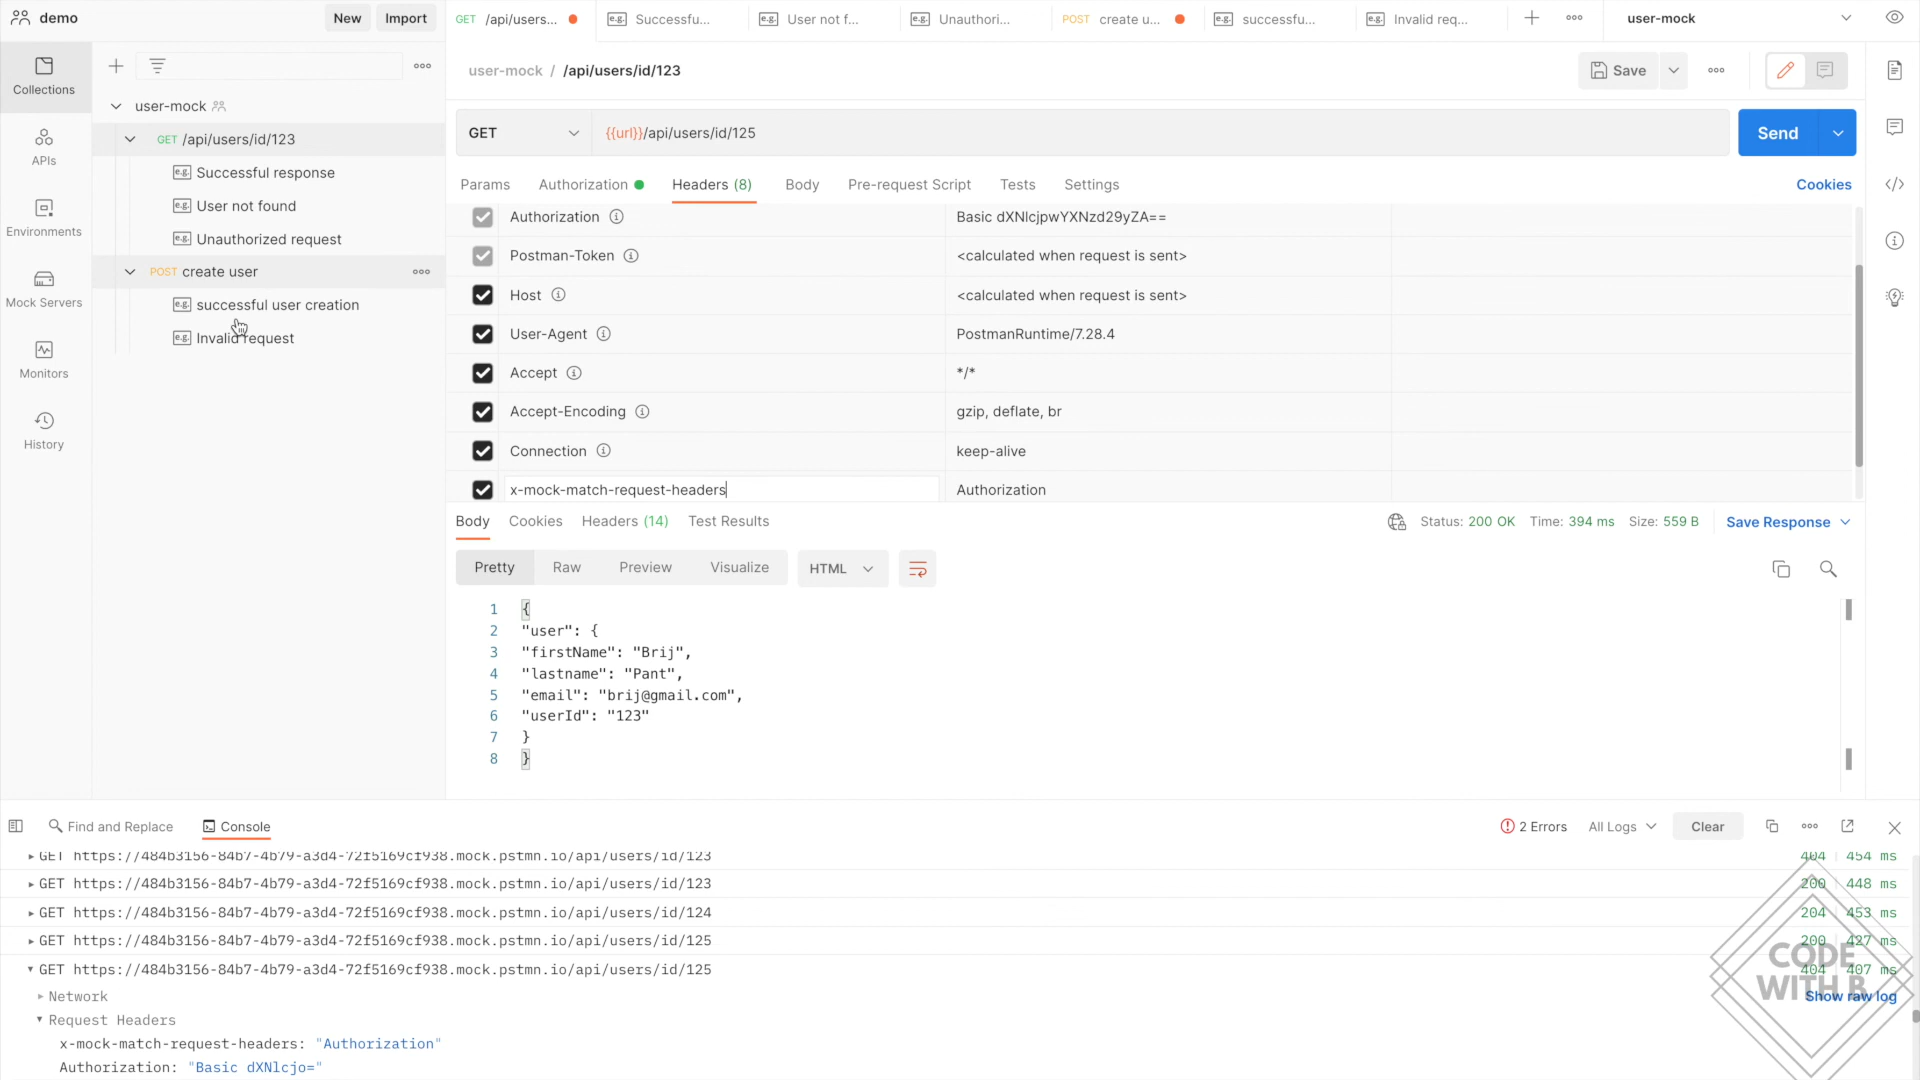 demo
New
Import
GET /api/users...
e.g. Successfu...
e.g. User not f...
e.g. Unauthori...
POST create u...
e.g. successfu...
e.g. Invalid req...
user-mock
user-mock / /api/users/id/123
Save
Collections
APIs
Environments
Mock Servers
Monitors
History
user-mock
GET /api/users/id/123
e.g. Successful response
e.g. User not found
e.g. Unauthorized request
POST create user
e.g. successful user creation
e.g. Invalid request
GET
{{url}}/api/users/id/125
Send
Params
Authorization
Headers (8)
Body
Pre-request Script
Tests
Settings
Cookies
Authorization Basic dXNlcjpwYXNzd29yZA==
Postman-Token <calculated when request is sent>
Host <calculated when request is sent>
User-Agent PostmanRuntime/7.28.4
Accept */*
Accept-Encoding gzip, deflate, br
Connection keep-alive
x-mock-match-request-headers Authorization
Body
Cookies
Headers (14)
Test Results
Status: 200 OK Time: 394 ms Size: 559 B
Save Response
Pretty
Raw
Preview
Visualize
HTML
1 {
2 "user": {
3 "firstName": "Brij",
4 "lastname": "Pant",
5 "email": "brij@gmail.com",
6 "userId": "123"
7 }
8 }
Find and Replace
Console
2 Errors
All Logs
Clear
GET https://484b3156-84b7-4b79-a3d4-72f5169cf938.mock.pstmn.io/api/users/id/123 404 454 ms
GET https://484b3156-84b7-4b79-a3d4-72f5169cf938.mock.pstmn.io/api/users/id/123 200 448 ms
GET https://484b3156-84b7-4b79-a3d4-72f5169cf938.mock.pstmn.io/api/users/id/124 204 453 ms
GET https://484b3156-84b7-4b79-a3d4-72f5169cf938.mock.pstmn.io/api/users/id/125 200 427 ms
GET https://484b3156-84b7-4b79-a3d4-72f5169cf938.mock.pstmn.io/api/users/id/125 404 407 ms
Network
Show raw log
Request Headers
x-mock-match-request-headers: "Authorization"
Authorization: "Basic dXNlcjo="
CODE
WITH B